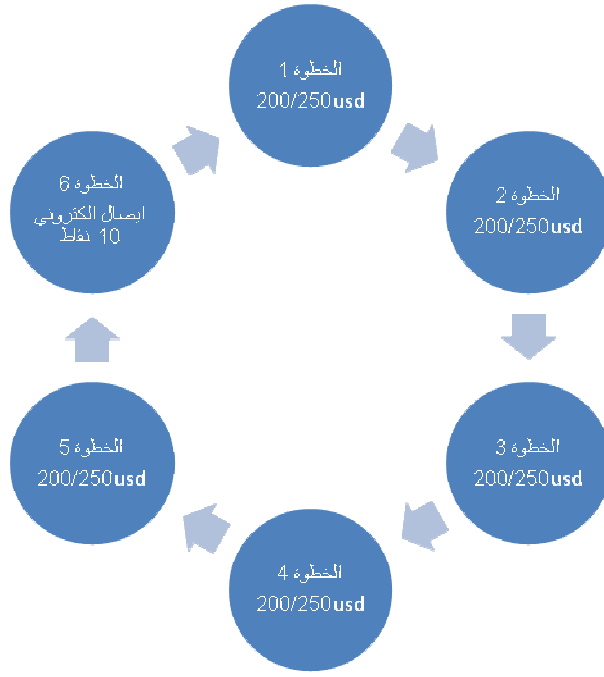 الخطوة 1
200/250usd
الخطوة 2
200/250usd
الخطوة 3
200/250usd
الخطوة 4
200/250usd
الخطوة 5
200/250usd
الخطوة 6
ايصال الكتروني
10 نقاط